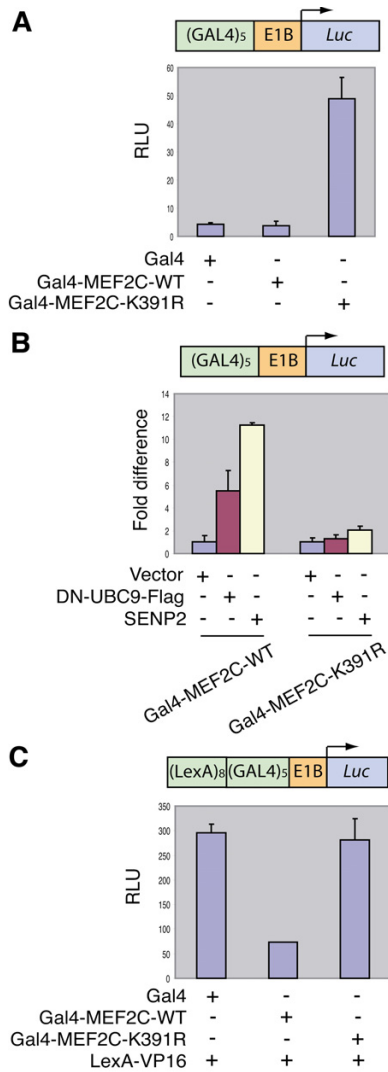 A
(GAL4)5 E1B Luc
60
50
40
30
20
10
0
RLU
Gal4 + - -
Gal4-MEF2C-WT - + -
Gal4-MEF2C-K391R - - +
B
(GAL4)5 E1B Luc
14
12
10
8
6
4
2
0
Fold difference
Vector + - - + - -
DN-UBC9-Flag - + - - + -
SENP2 - - + - - +
Gal4-MEF2C-WT
Gal4-MEF2C-K391R
C
(LexA)8 (GAL4)5 E1B Luc
350
300
250
200
150
100
50
0
RLU
Gal4 + - -
Gal4-MEF2C-WT - + -
Gal4-MEF2C-K391R - - +
LexA-VP16 + + +